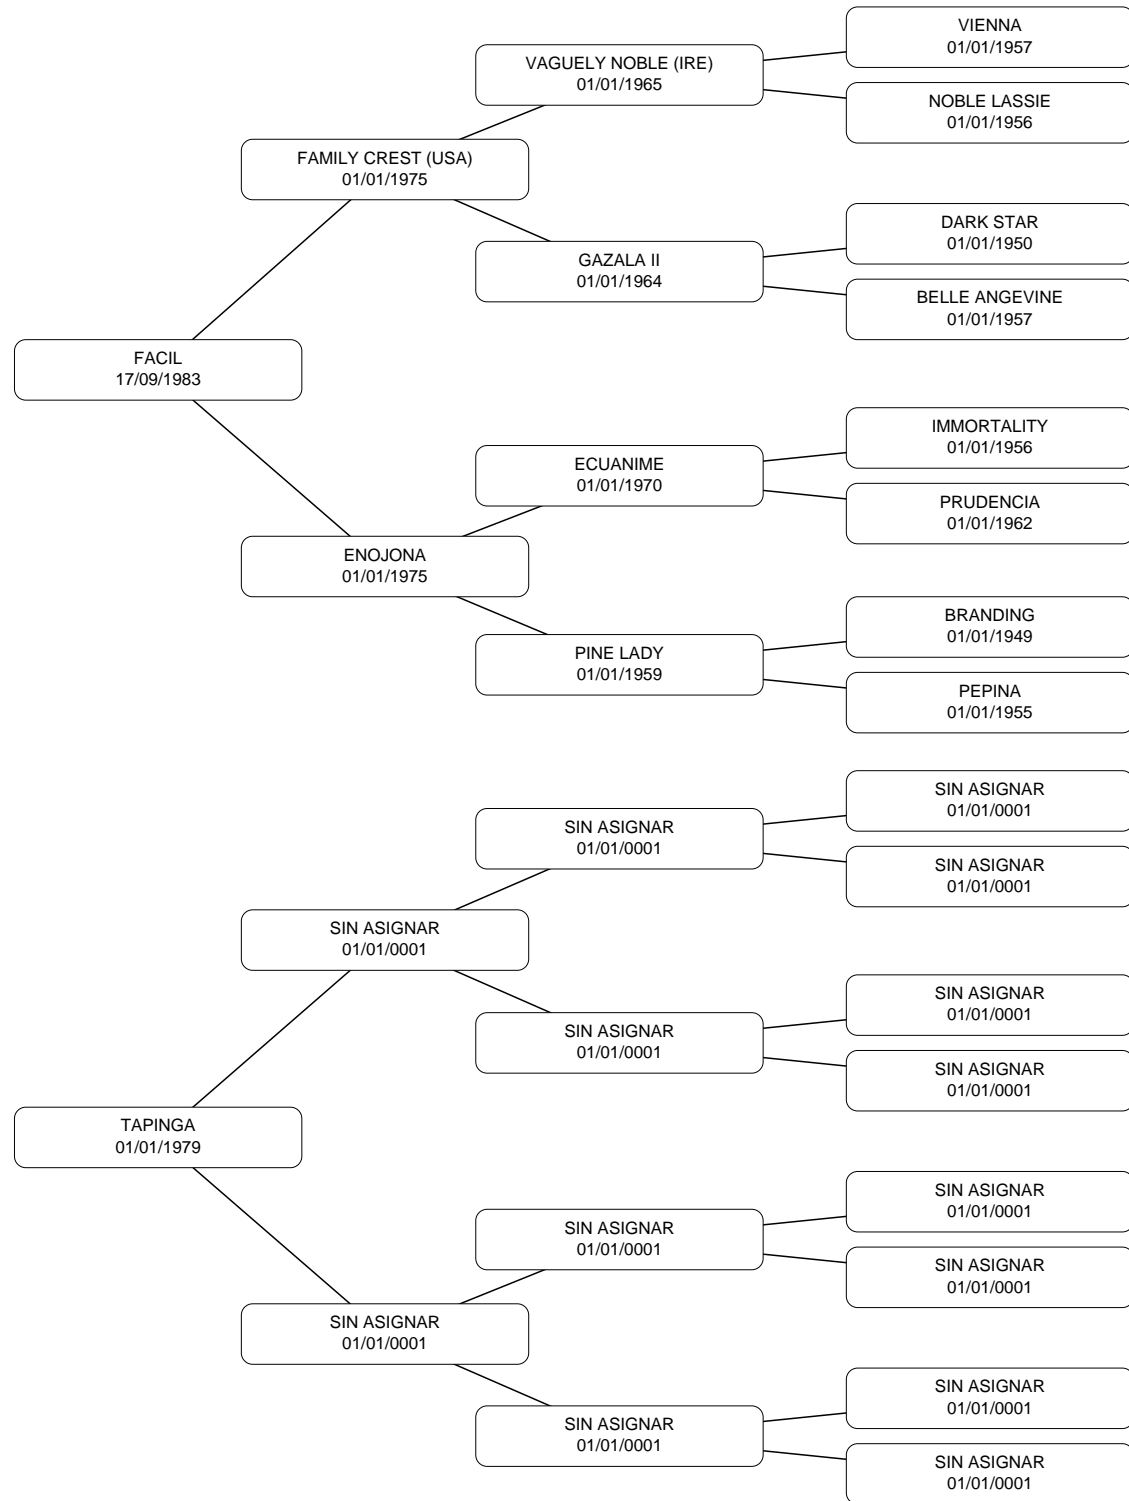 VIENNA
01/01/1957
VAGUELY NOBLE (IRE)
01/01/1965
NOBLE LASSIE
01/01/1956
FAMILY CREST (USA)
01/01/1975
DARK STAR
01/01/1950
GAZALA II
01/01/1964
BELLE ANGEVINE
01/01/1957
FACIL
17/09/1983
IMMORTALITY
01/01/1956
ECUANIME
01/01/1970
PRUDENCIA
01/01/1962
ENOJONA
01/01/1975
BRANDING
01/01/1949
PINE LADY
01/01/1959
PEPINA
01/01/1955
SIN ASIGNAR
01/01/0001
SIN ASIGNAR
01/01/0001
SIN ASIGNAR
01/01/0001
SIN ASIGNAR
01/01/0001
SIN ASIGNAR
01/01/0001
SIN ASIGNAR
01/01/0001
SIN ASIGNAR
01/01/0001
TAPINGA
01/01/1979
SIN ASIGNAR
01/01/0001
SIN ASIGNAR
01/01/0001
SIN ASIGNAR
01/01/0001
SIN ASIGNAR
01/01/0001
SIN ASIGNAR
01/01/0001
SIN ASIGNAR
01/01/0001
SIN ASIGNAR
01/01/0001